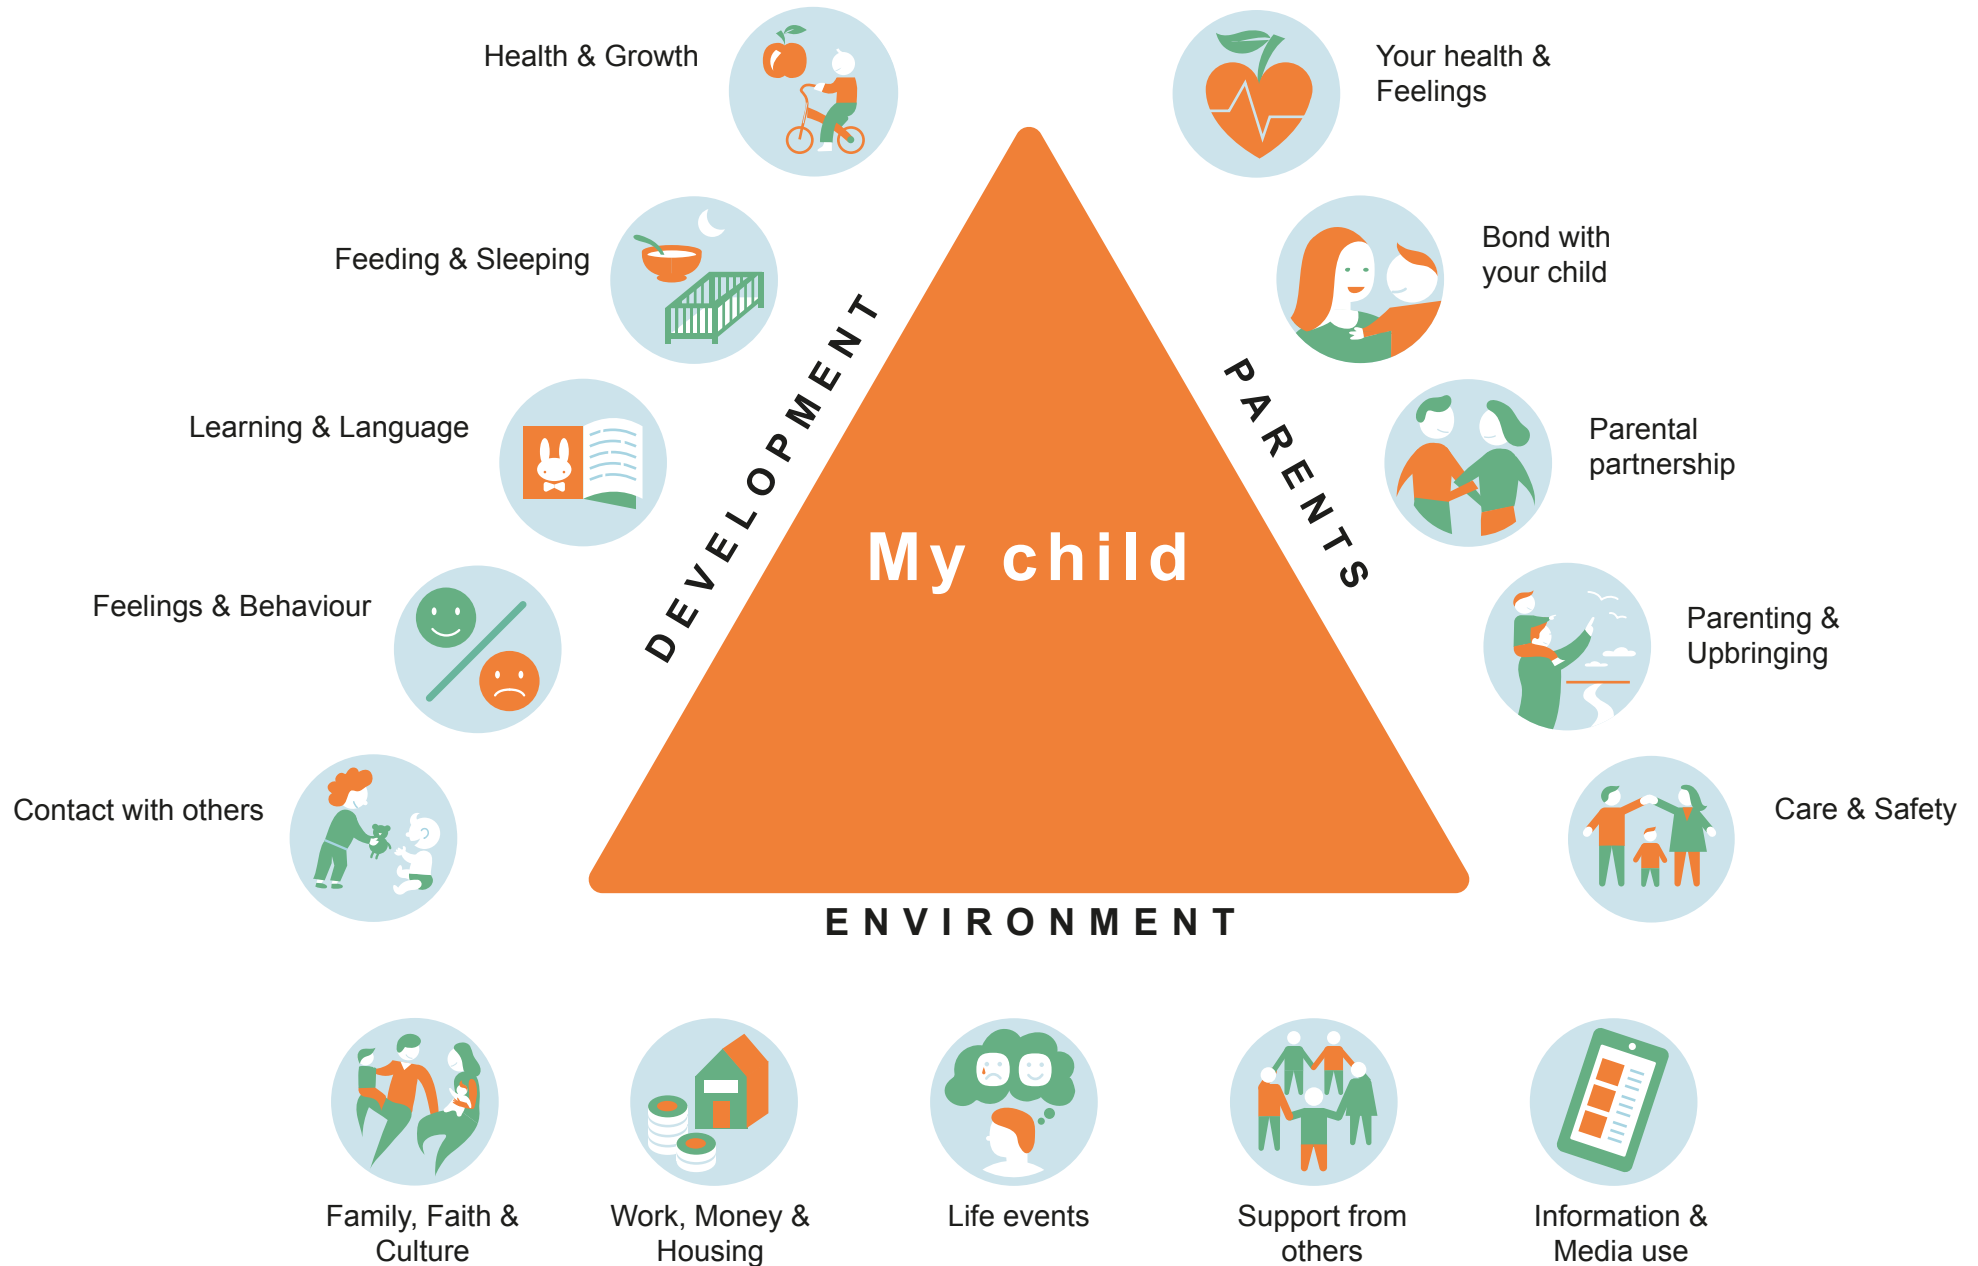 Health & Growth
Your health &
Feelings
Feeding & Sleeping
Bond with
your child
Learning & Language
Parental
partnership
Feelings & Behaviour
Parenting &
Upbringing
Contact with others
Care & Safety
DEVELOPMENT
PARENTS
My child
ENVIRONMENT
Family, Faith &
Culture
Work, Money &
Housing
Life events
Support from
others
Information &
Media use